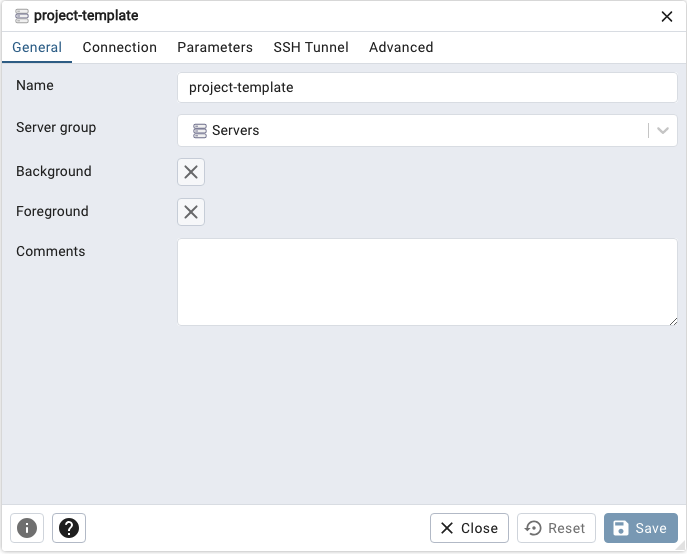 project-template
General Connection Parameters SSH Tunnel Advanced
Name project-template
Server group Servers
Background
Foreground
Comments
Close Reset Save